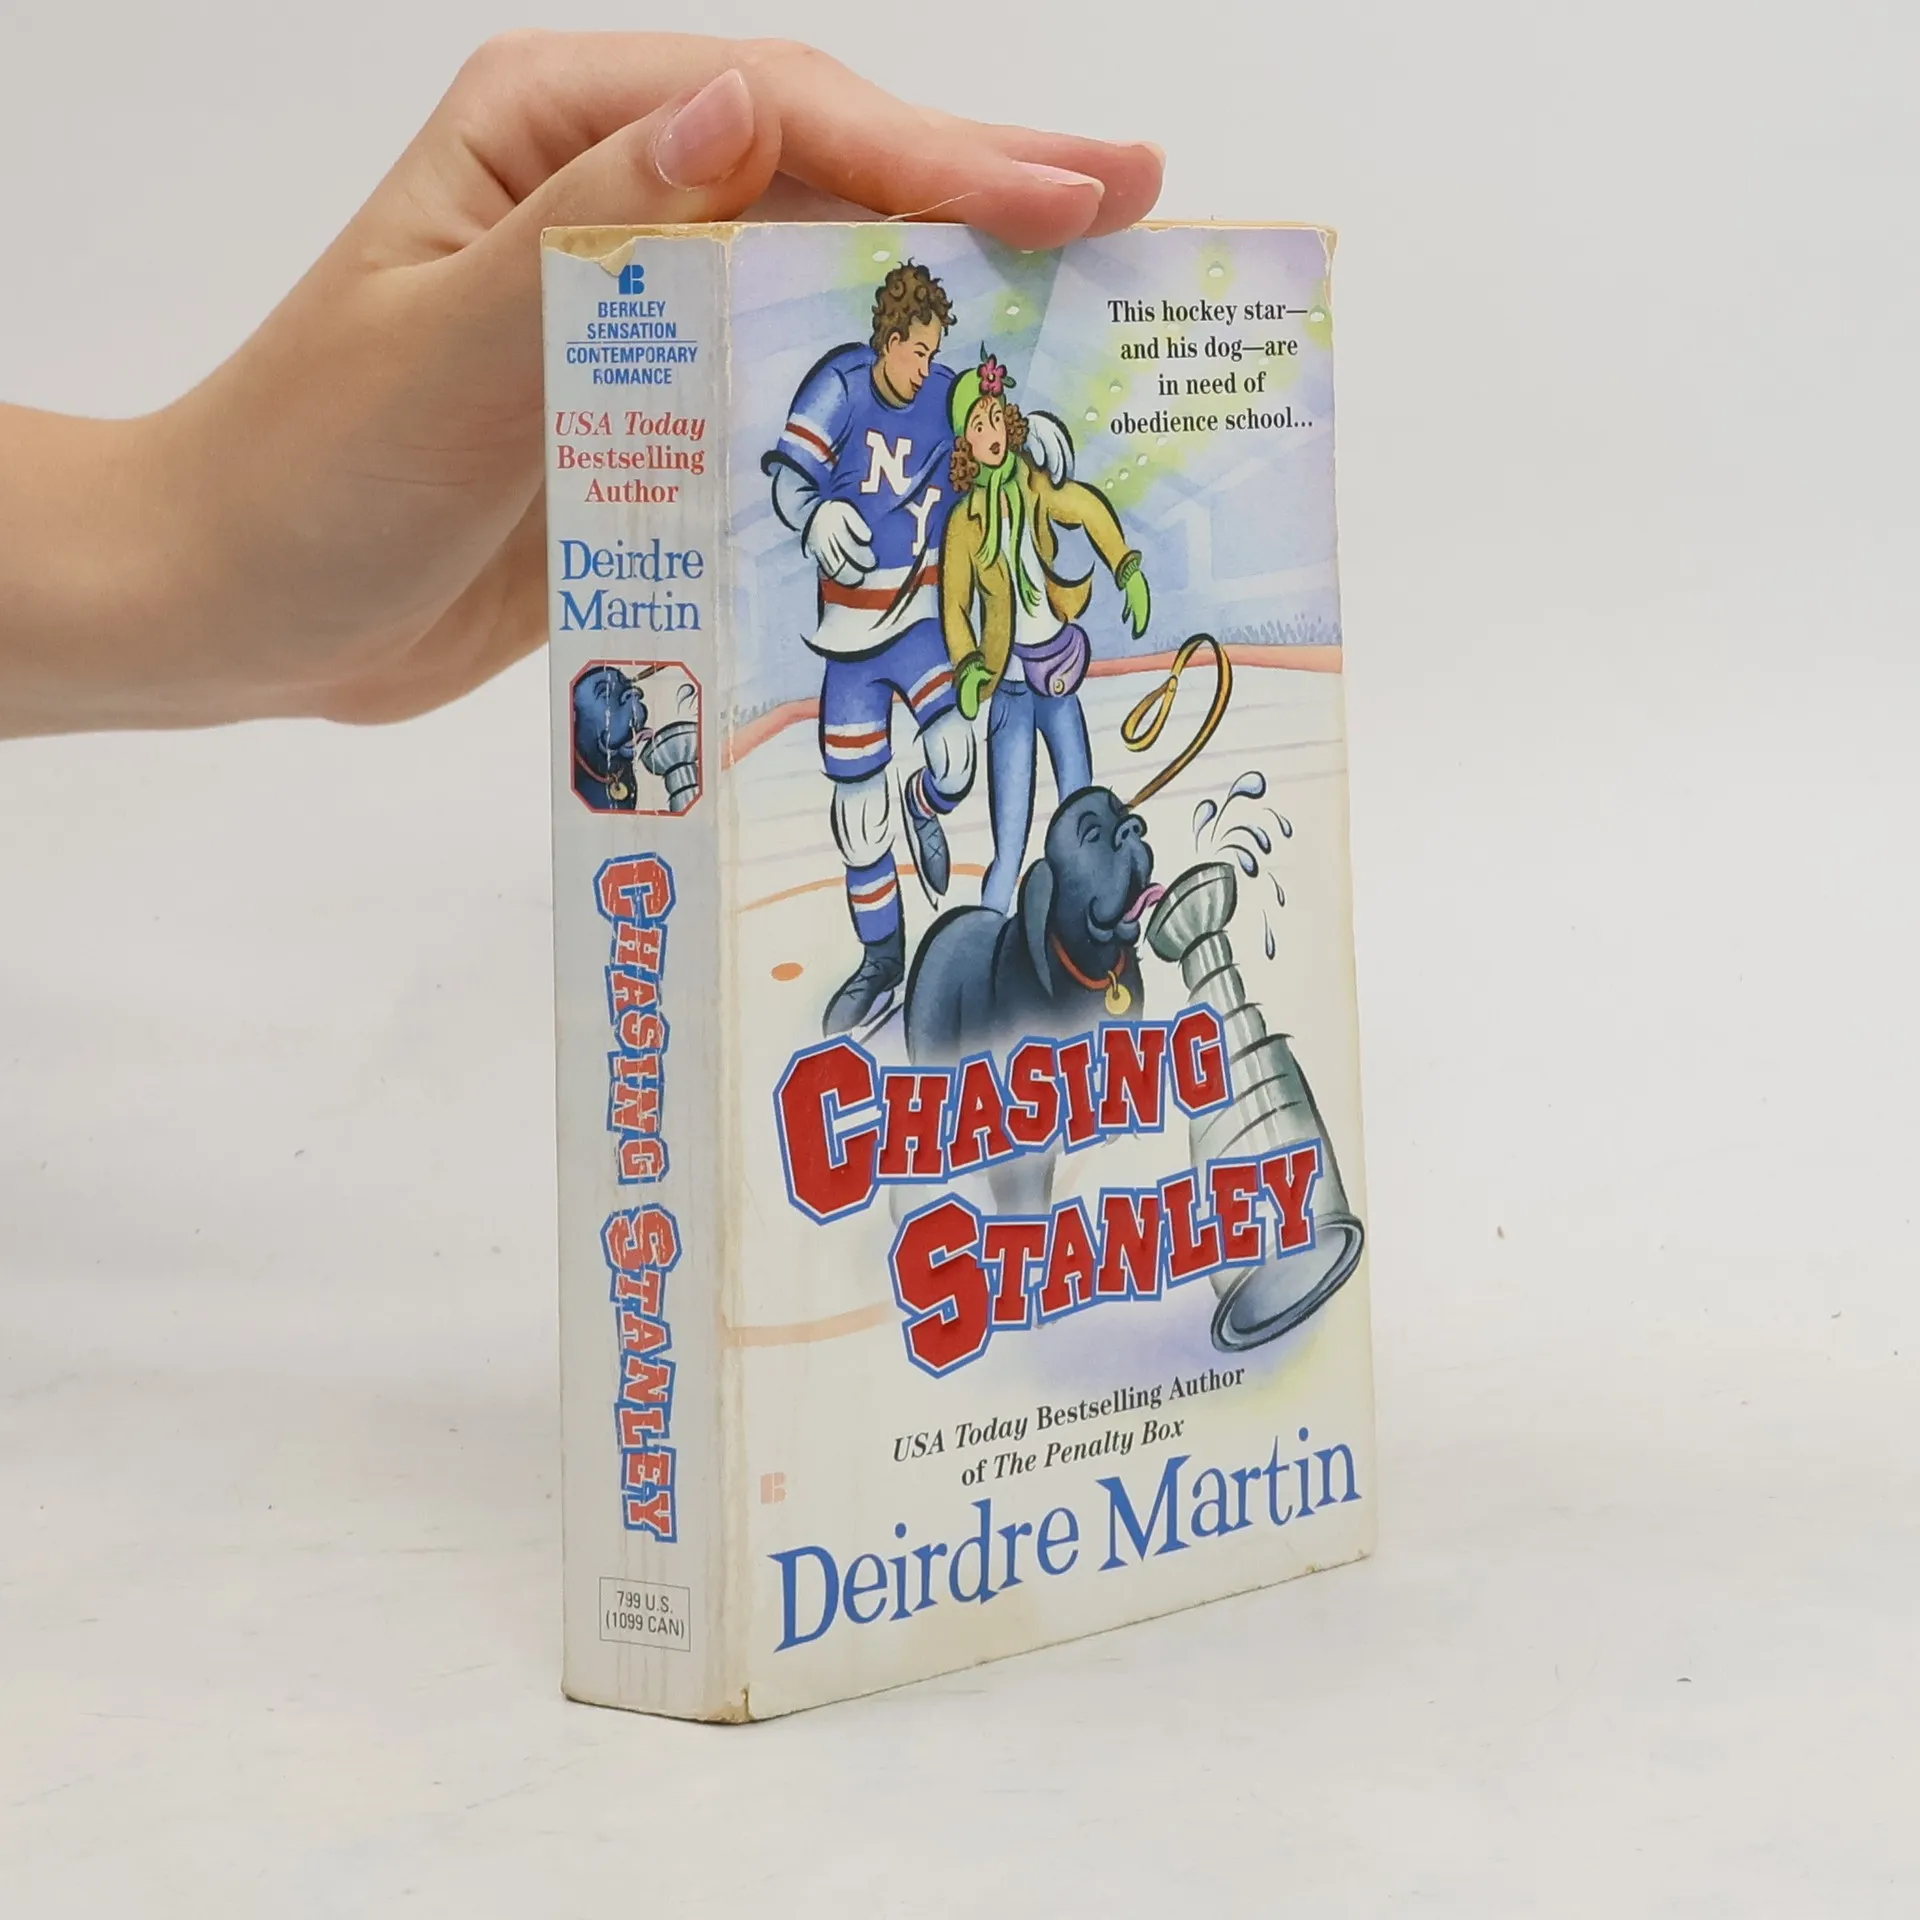 BERKLEY
SENSATION
CONTEMPORARY
ROMANCE
USA Today
Bestselling
Author
Deirdre
Martin
CHASING STANLEY
799 U.S.
(1099 CAN)
This hockey star—
and his dog—are
in need of
obedience school...
NY
CHASING
STANLEY
USA Today Bestselling Author
of The Penalty Box
Deirdre Martin